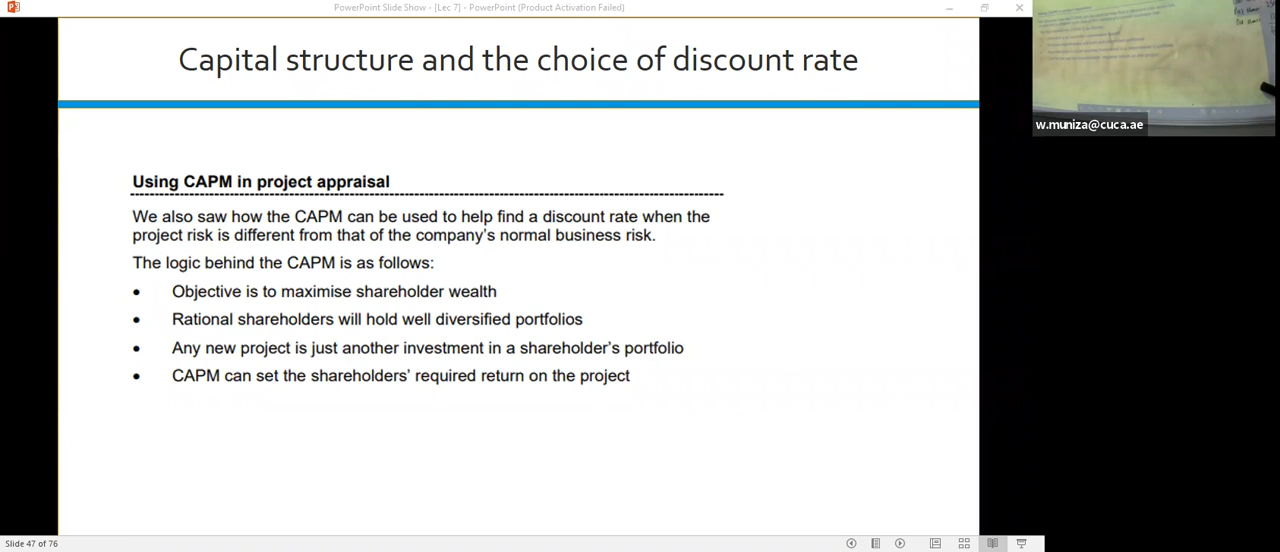 PowerPoint Slide Show - [Lec 7] - PowerPoint (Product Activation Failed)
Capital structure and the choice of discount rate
w.muniza@cuca.ae
Using CAPM in project appraisal
We also saw how the CAPM can be used to help find a discount rate when the
project risk is different from that of the company's normal business risk.
The logic behind the CAPM is as follows:
• Objective is to maximise shareholder wealth
• Rational shareholders will hold well diversified portfolios
• Any new project is just another investment in a shareholder's portfolio
• CAPM can set the shareholders' required return on the project
Slide 47 of 76